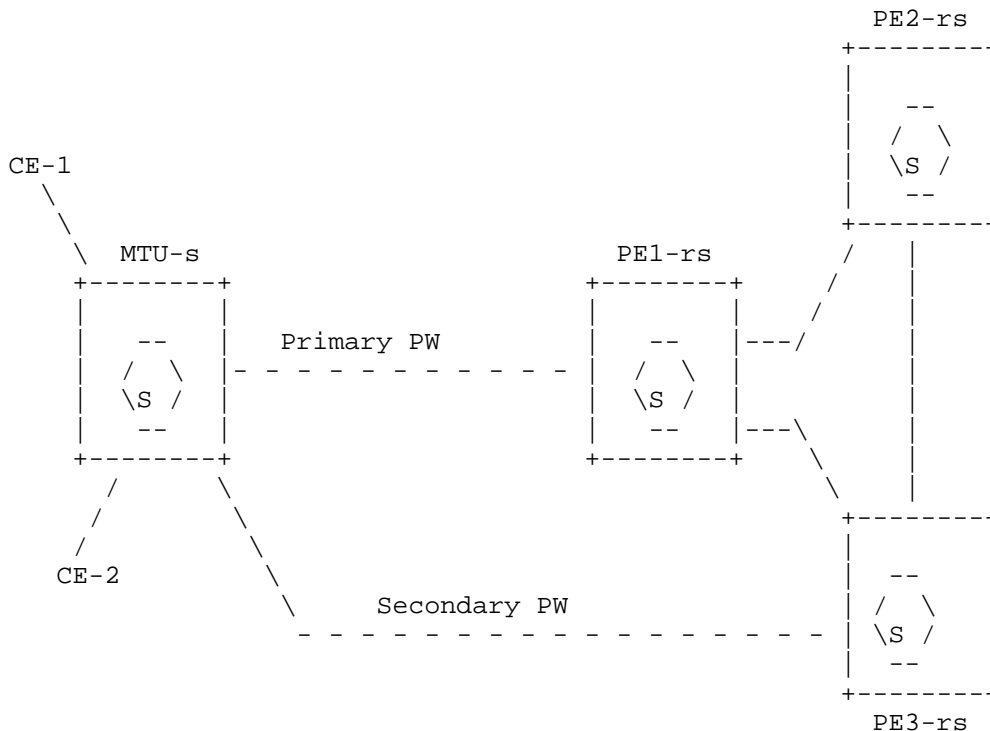 PE2-rs
S
CE-1
MTU-s
PE1-rs
Primary PW
S
S
CE-2
Secondary PW
S
PE3-rs